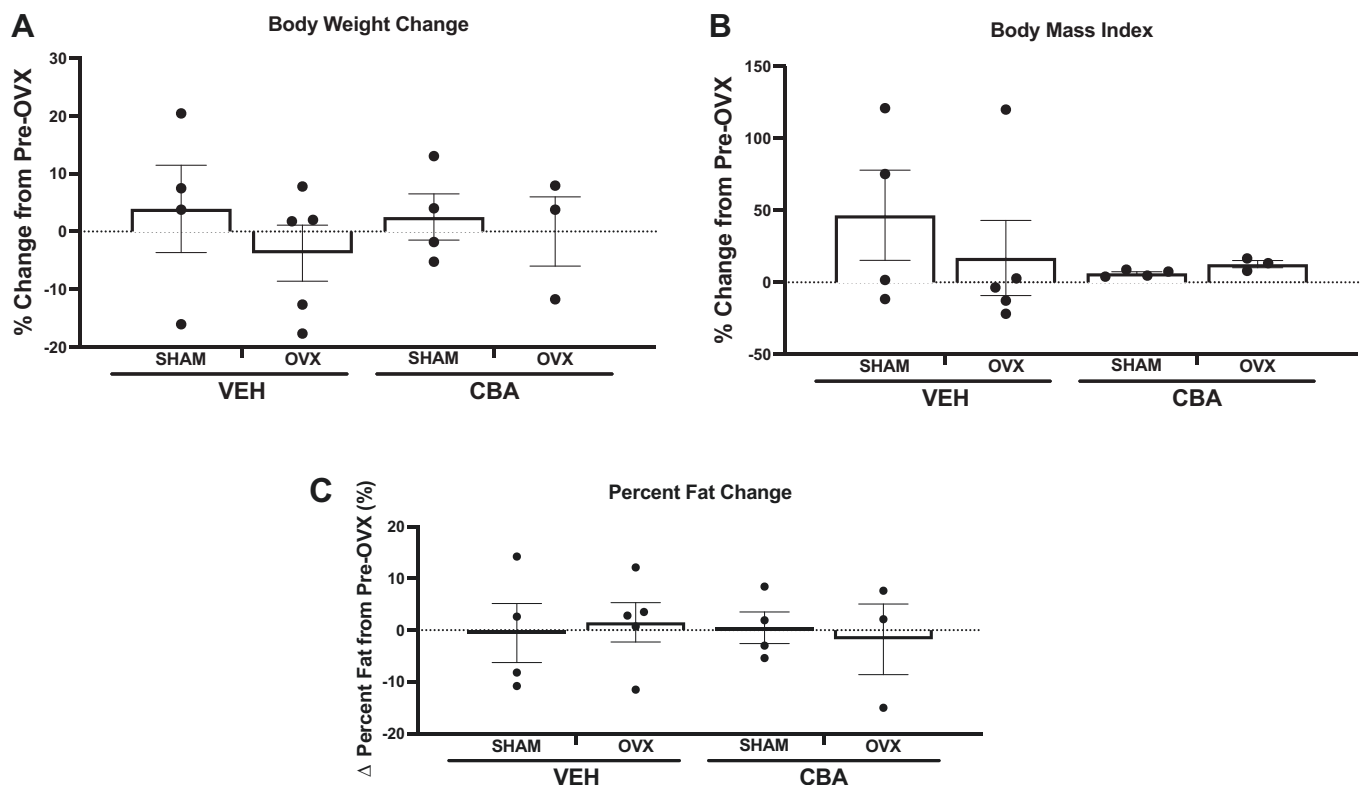 A
Body Weight Change
% Change from Pre-OVX
30
20
10
0
-10
-20
SHAM OVX SHAM OVX
VEH CBA
B
Body Mass Index
% Change from Pre-OVX
150
100
50
0
-50
SHAM OVX SHAM OVX
VEH CBA
C
Percent Fat Change
Δ Percent Fat from Pre-OVX (%)
20
10
0
-10
-20
SHAM OVX SHAM OVX
VEH CBA